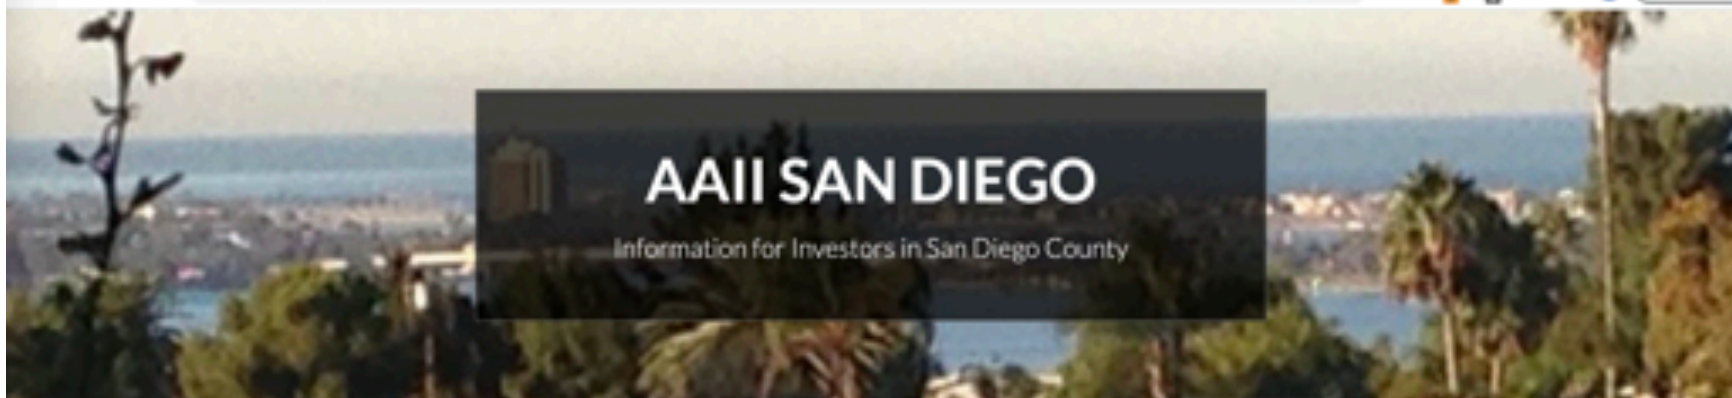 AAII SAN DIEGO
Information for Investors in San Diego County